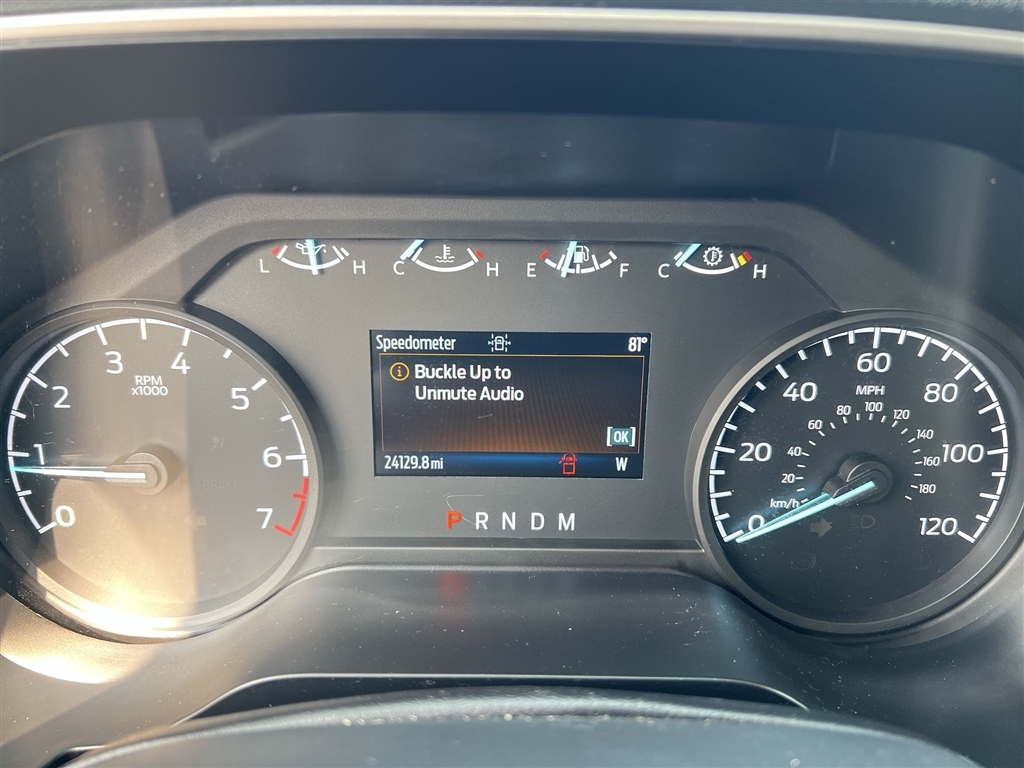 L H C H E F C H
Speedometer 81°
Buckle Up to
Unmute Audio
OK
24129.8 mi W
P R N D M
0 1 2 3 4 5 6 7
RPM
x1000
BRAKE
0 20 40 60 80 100 120
MPH
km/h 20 40 60 80 100 120 140 160 180